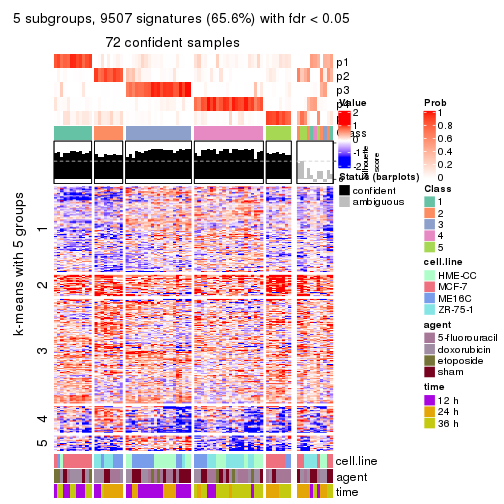 5 subgroups, 9507 signatures (65.6%) with fdr < 0.05
72 confident samples
p1
p2
p3
Value
2
1
0
-1
-2
Silhouette
score
Status (barplots)
confident
ambiguous
Prob
1
0.8
0.6
0.4
0.2
0
Class
1
2
3
4
5
cell.line
HME-CC
MCF-7
ME16C
ZR-75-1
agent
5-fluorouracil
doxorubicin
etoposide
sham
time
12 h
24 h
36 h
k-means with 5 groups
1
2
3
4
5
cell.line
agent
time